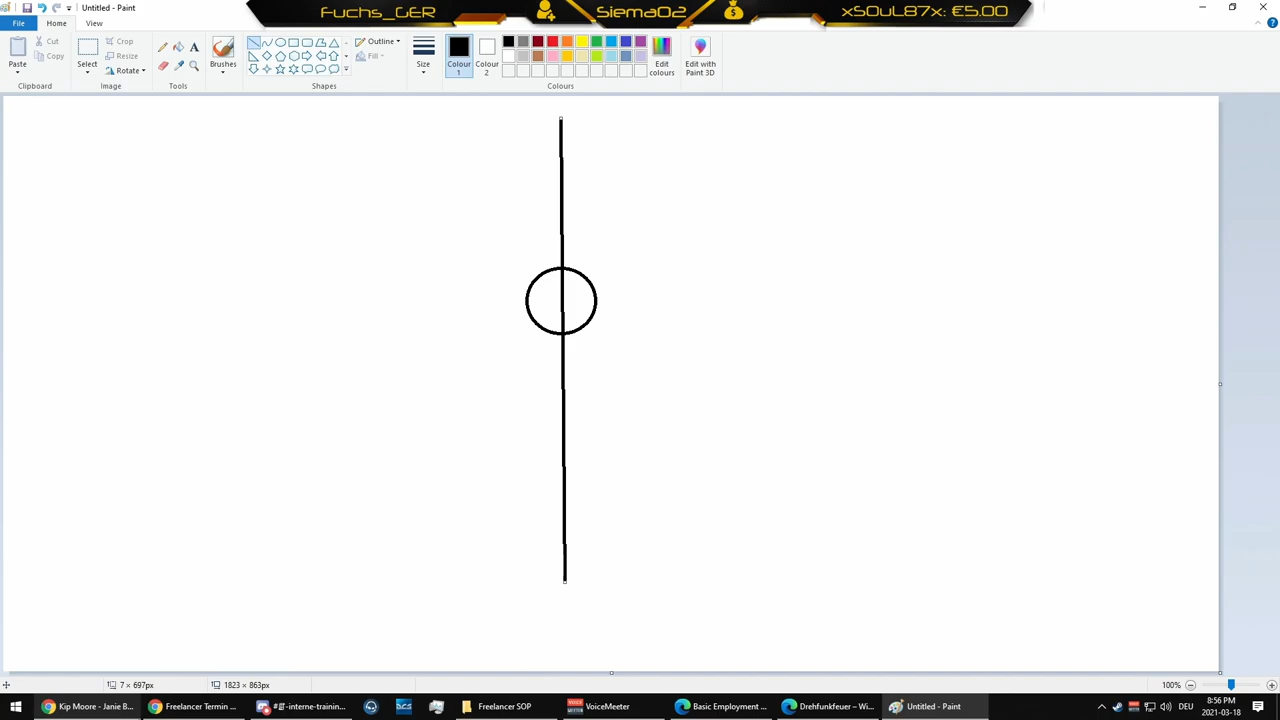 Untitled - Paint
Fuchs_GER
Siema02
xS0uL87x: €5.00
File
Home
View
Paste
Cut
Copy
Clipboard
Select
Crop
Resize
Rotate
Image
A
Tools
Brushes
Outline
Fill
Shapes
Size
Colour 1
Colour 2
Edit colours
Colours
Edit with Paint 3D
7 × 697px
1823 × 863px
100%
Kip Moore - Janie B...
Freelancer Termin ...
Freelancer SOP
VOICE MEETER
VoiceMeeter
Basic Employment ...
Drehfunkfeuer – Wi...
Untitled - Paint
DEU
8:56 PM
2021-03-18